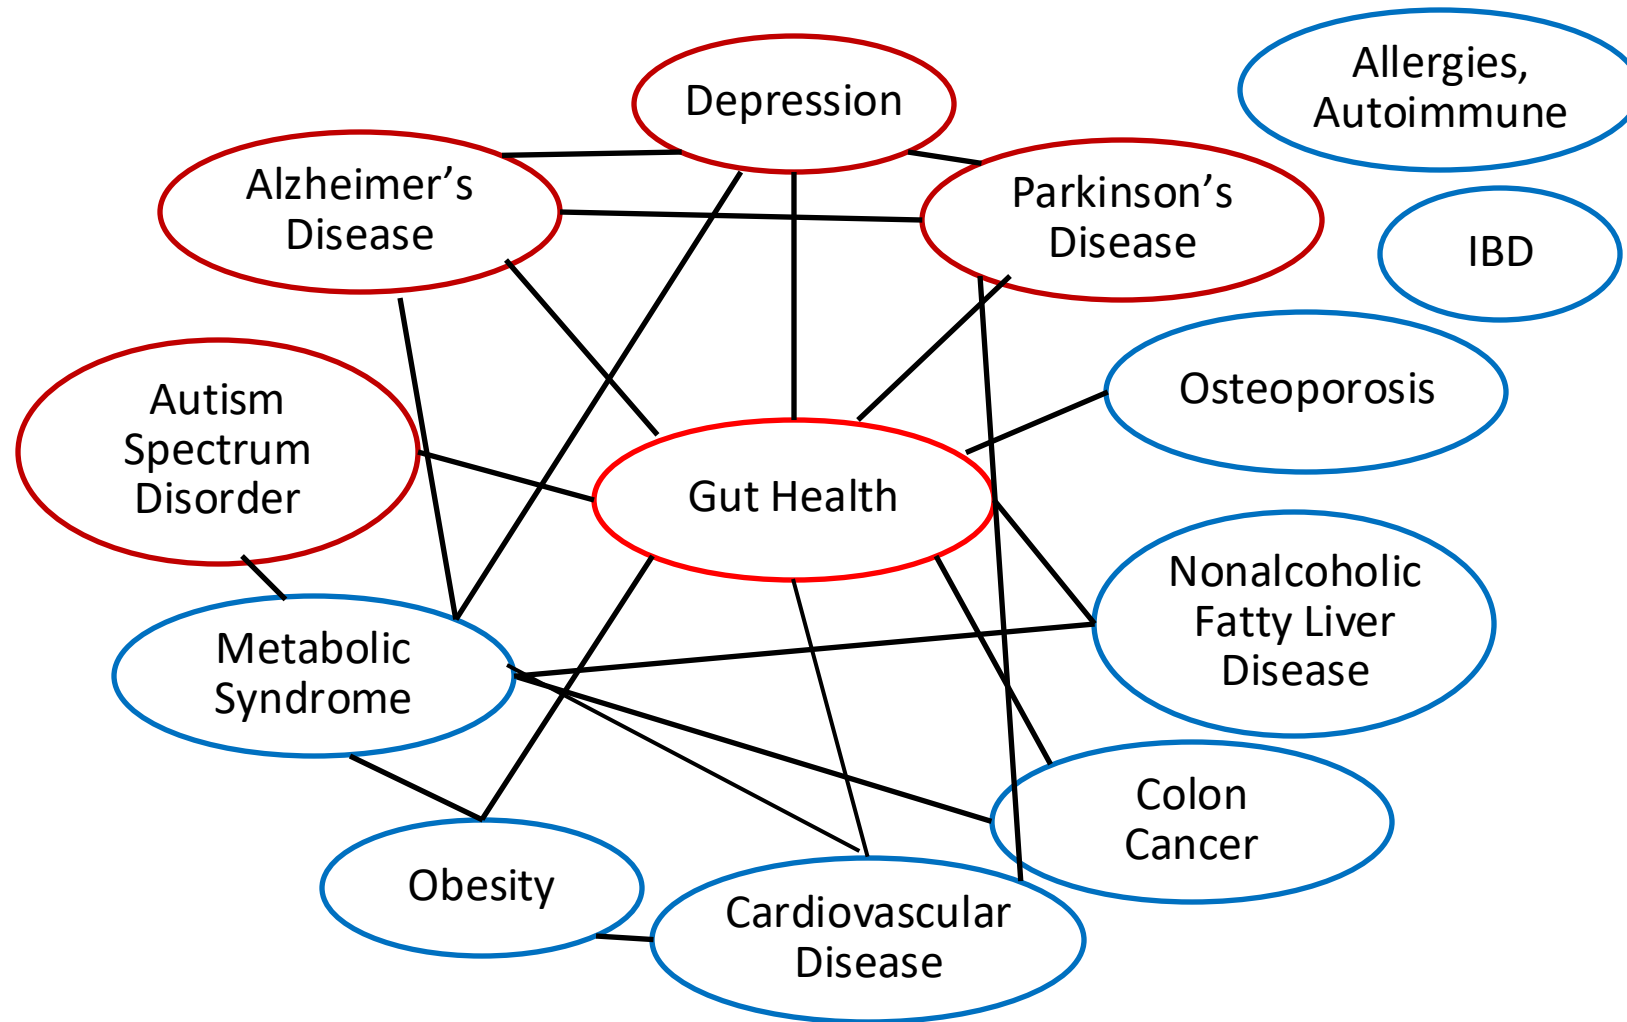 Depression
Allergies,
Autoimmune
Alzheimer’s
Disease
Parkinson’s
Disease
IBD
Autism
Spectrum
Disorder
Osteoporosis
Gut Health
Nonalcoholic
Fatty Liver
Disease
Metabolic
Syndrome
Colon
Cancer
Obesity
Cardiovascular
Disease